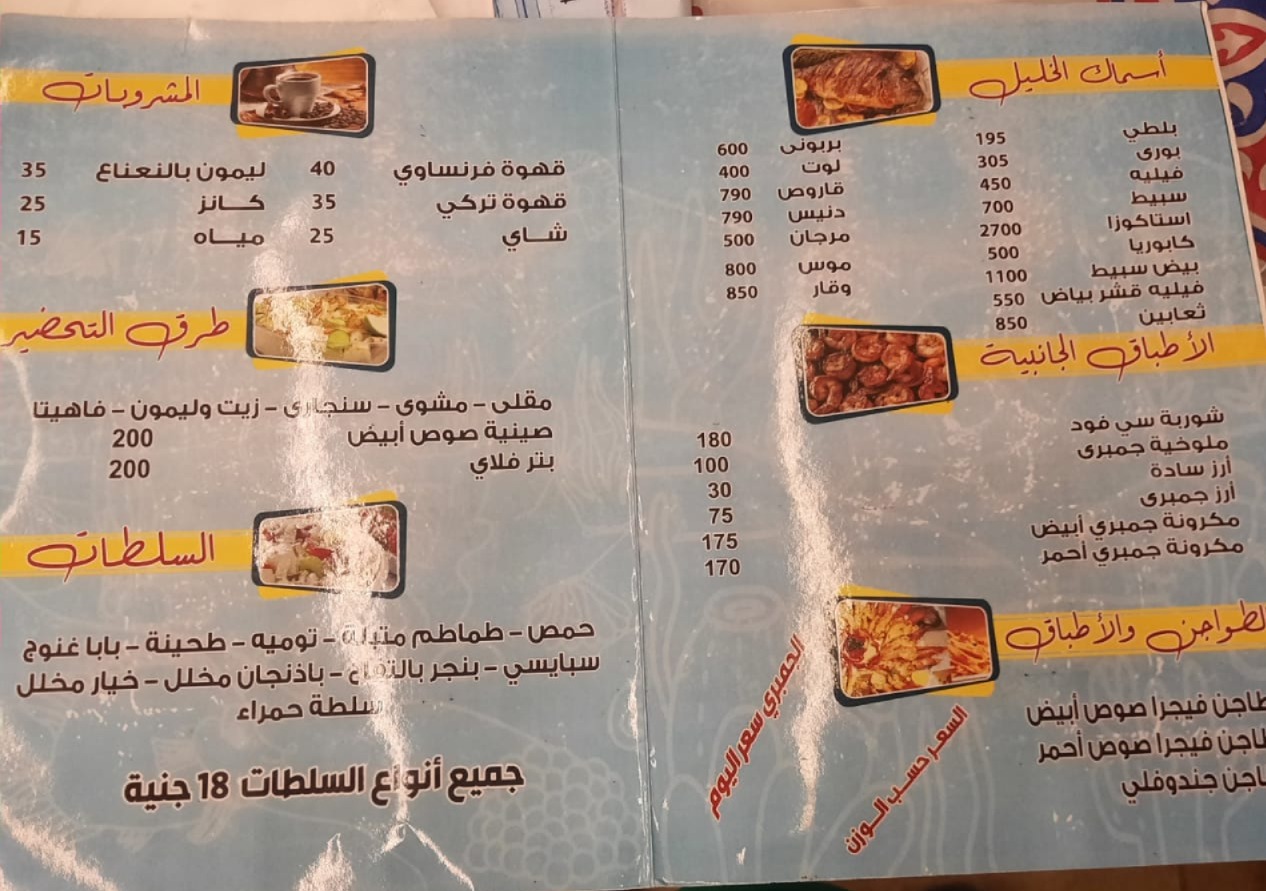 أسماك الخليل
بلطي 195
بورى 305
فيليه 450
سبيط 700
استاكوزا 2700
كابوريا 500
بيض سبيط 1100
فيليه قشر بياض 550
ثعابين 850
بربونى 600
لوت 400
قاروص 790
دنيس 790
مرجان 500
موس 800
وقار 850
الأطباق الجانبية
شوربة سي فود 180
ملوخية جمبرى 100
أرز سادة 30
أرز جمبرى 75
مكرونة جمبري أبيض 175
مكرونة جمبري أحمر 170
لطواجن والأطباق
طاجن فيجرا صوص أبيض
طاجن فيجرا صوص أحمر
اجن جندوفلي
السعر حسب الوزن
الجمبري سعر اليوم
المشروبات
قهوة فرنساوي 40 ليمون بالنعناع 35
قهوة تركي 35 كانز 25
شاي 25 مياه 15
طرق التحضير
مقلى - مشوى - سنجارى - زيت وليمون - فاهيتا
صينية صوص أبيض 200
بتر فلاي 200
السلطات
حمص - طماطم متبلة - توميه - طحينة - بابا غنوج
سبايسي - بنجر بالتفاح - باذنجان مخلل - خيار مخلل
سلطة حمراء
جميع أنواع السلطات 18 جنية